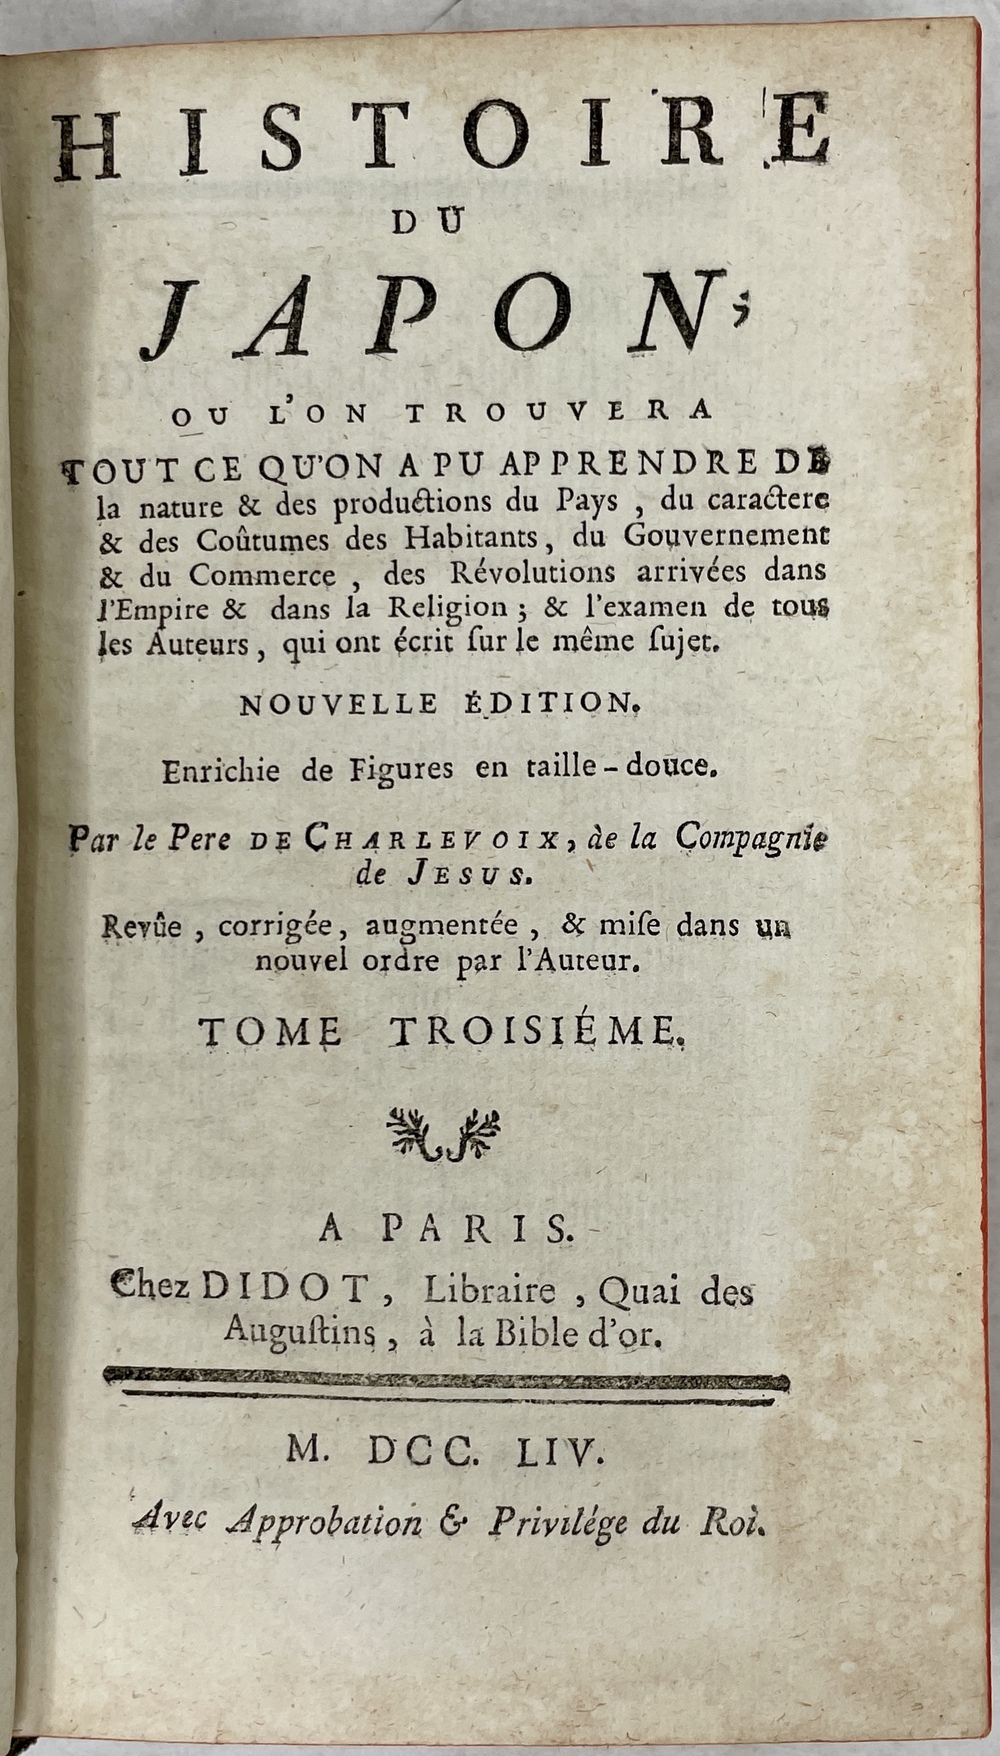 HISTOIRE
DU
JAPON;
OU L'ON TROUVERA
TOUT CE QU'ON A PU APPRENDRE DE
la nature & des productions du Pays , du caractere
& des Coûtumes des Habitants, du Gouvernement
& du Commerce , des Révolutions arrivées dans
l'Empire & dans la Religion ; & l'examen de tous
les Auteurs, qui ont écrit ſur le même ſujet.
NOUVELLE ÉDITION.
Enrichie de Figures en taille-douce.
Par le Pere DE CHARLEVOIX, de la Compagnie
de JESUS.
Revûe , corrigée, augmentée , & miſe dans un
nouvel ordre par l'Auteur.
TOME TROISIÉME.
A PARIS.
Chez DIDOT, Libraire , Quai des
Auguſtins, à la Bible d'or.
M. DCC. LIV.
Avec Approbation & Privilége du Roi.